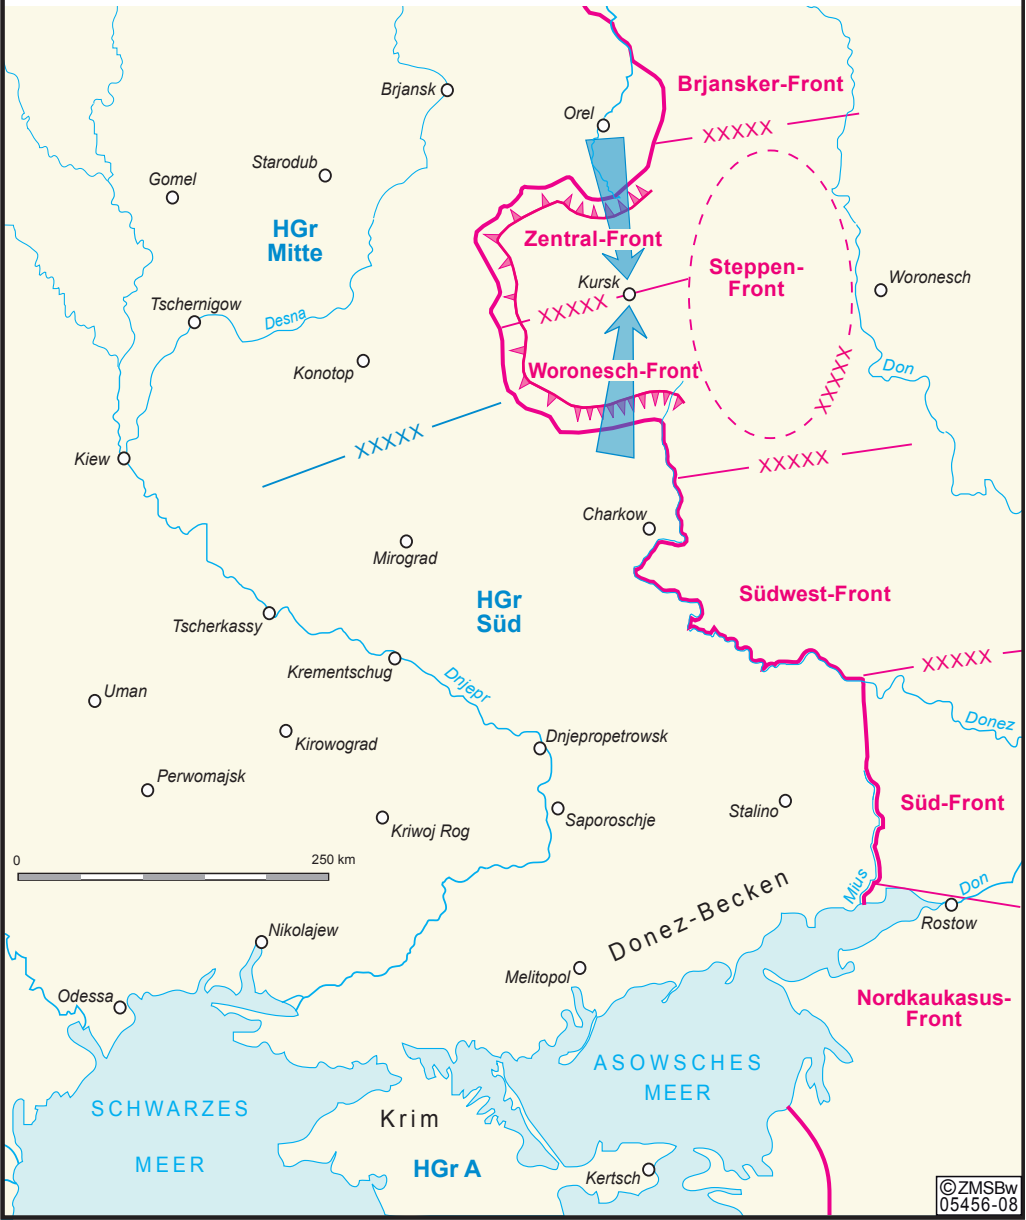 Brjansk
Brjansker-Front
Orel
XXXXX
Starodub
Gomel
HGr
Mitte
Zentral-Front
Steppen-
Front
Woronesch
Kursk
XXXXX
Tschernigow
Desna
Konotop
Woronesch-Front
XXXXX
Don
XXXXX
Kiew
XXXXX
Charkow
Mirograd
HGr
Süd
Südwest-Front
Tscherkassy
XXXXX
Krementschug
Dnjepr
Uman
Donez
Kirowograd
Dnjepropetrowsk
Perwomajsk
Süd-Front
Stalino
Saporoschje
Kriwoj Rog
0
250 km
Mius
Don
Donez-Becken
Rostow
Nikolajew
Melitopol
Odessa
Nordkaukasus-
Front
ASOWSCHES
MEER
SCHWARZES
MEER
Krim
HGr A
Kertsch
©ZMSBw
05456-08